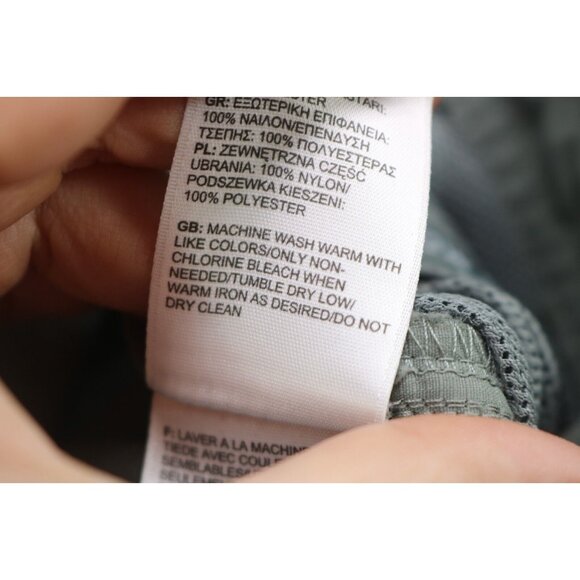 GR: ΕΞΩΤΕΡΙΚΗ ΕΠΙΦΑΝΕΙΑ:
100% ΝΑΙΛΟΝ/ΕΠΕΝΔΥΣΗ
ΤΣΕΠΗΣ: 100% ΠΟΛΥΕΣΤΕΡΑΣ
PL: ZEWNĘTRZNA CZĘŚĆ
UBRANIA: 100% NYLON/
PODSZEWKA KIESZENI:
100% POLYESTER
GB: MACHINE WASH WARM WITH
LIKE COLORS/ONLY NON-
CHLORINE BLEACH WHEN
NEEDED/TUMBLE DRY LOW/
WARM IRON AS DESIRED/DO NOT
DRY CLEAN
F: LAVER A LA MACHINE
TIEDE AVEC